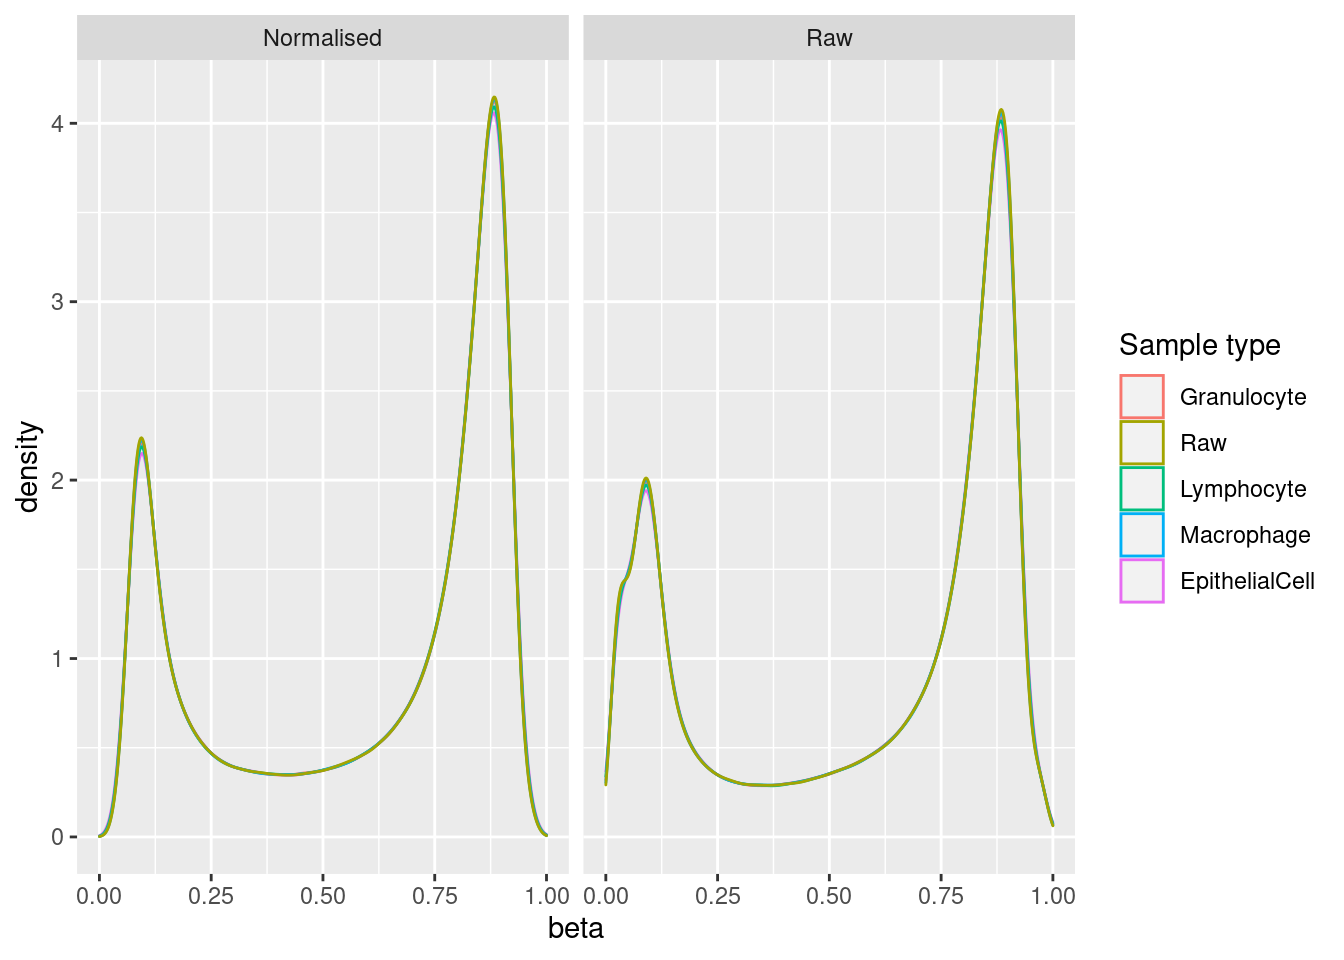 Normalised
Raw
4
3
2
1
0
density
0.00 0.25 0.50 0.75 1.00
0.00 0.25 0.50 0.75 1.00
beta
Sample type
Granulocyte
Raw
Lymphocyte
Macrophage
EpithelialCell